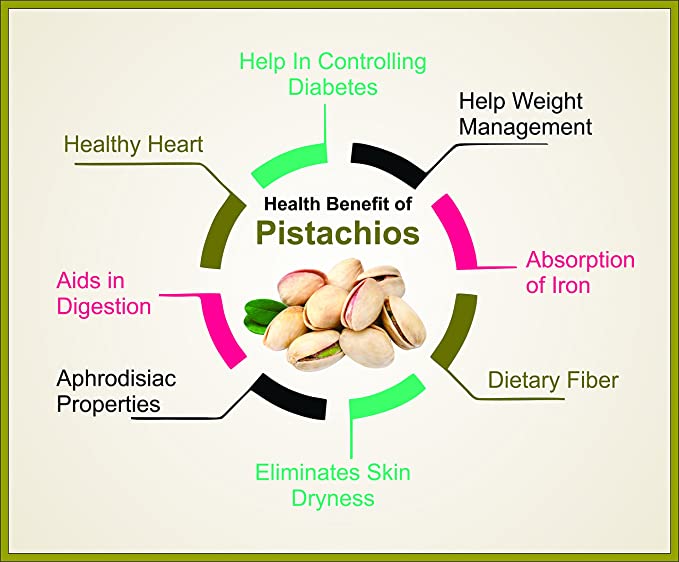 Health Benefit of
Pistachios
Help In Controlling
Diabetes
Help Weight
Management
Absorption
of Iron
Dietary Fiber
Eliminates Skin
Dryness
Aphrodisiac
Properties
Aids in
Digestion
Healthy Heart